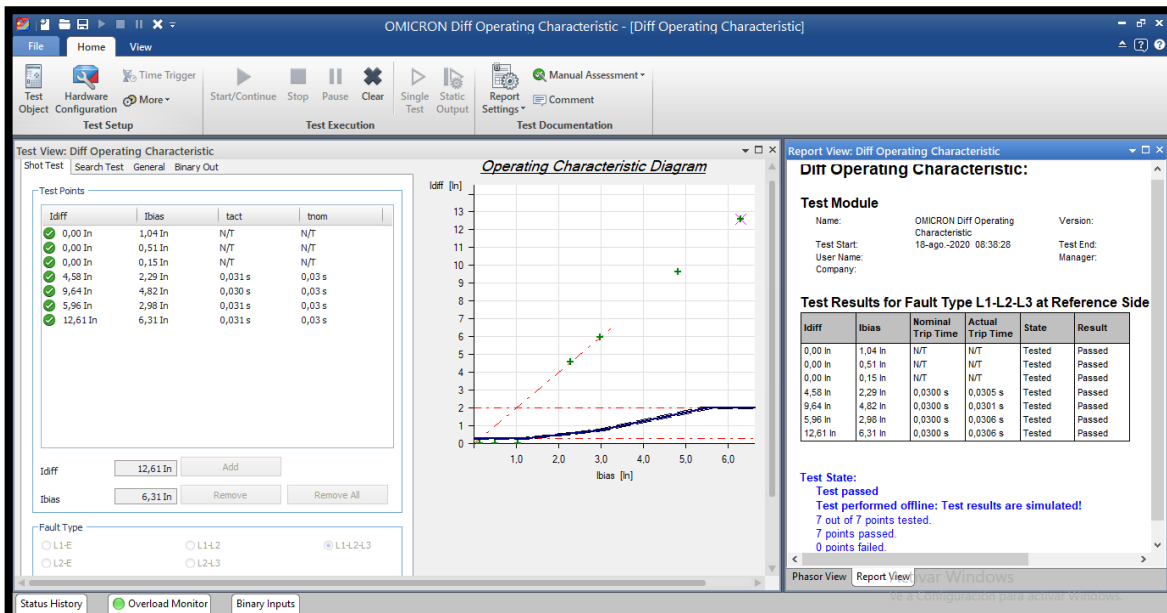 OMICRON Diff Operating Characteristic - [Diff Operating Characteristic]
File Home View
Test Object
Hardware Configuration
Time Trigger
More
Test Setup
Start/Continue
Stop
Pause
Clear
Single Test
Static Output
Test Execution
Report Settings
Manual Assessment
Comment
Test Documentation
Test View: Diff Operating Characteristic
Shot Test Search Test General Binary Out
Test Points
Idiff Ibias tact tnom
0,00 In 1,04 In N/T N/T
0,00 In 0,51 In N/T N/T
0,00 In 0,15 In N/T N/T
4,58 In 2,29 In 0,031 s 0,03 s
9,64 In 4,82 In 0,030 s 0,03 s
5,96 In 2,98 In 0,031 s 0,03 s
12,61 In 6,31 In 0,031 s 0,03 s
Idiff 12,61 In Add
Ibias 6,31 In Remove Remove All
Fault Type
L1-E L1-L2 L1-L2-L3
L2-E L2-L3
Operating Characteristic Diagram
Idiff [In]
13
12
11
10
9
8
7
6
5
4
3
2
1
0
1,0 2,0 3,0 4,0 5,0 6,0
Ibias [In]
Report View: Diff Operating Characteristic
Diff Operating Characteristic:
Test Module
Name: OMICRON Diff Operating Characteristic Version:
Test Start: 18-ago.-2020 08:38:28 Test End:
User Name: Manager:
Company:
Test Results for Fault Type L1-L2-L3 at Reference Side
Idiff Ibias Nominal Trip Time Actual Trip Time State Result
0,00 In 1,04 In N/T N/T Tested Passed
0,00 In 0,51 In N/T N/T Tested Passed
0,00 In 0,15 In N/T N/T Tested Passed
4,58 In 2,29 In 0,0300 s 0,0305 s Tested Passed
9,64 In 4,82 In 0,0300 s 0,0301 s Tested Passed
5,96 In 2,98 In 0,0300 s 0,0306 s Tested Passed
12,61 In 6,31 In 0,0300 s 0,0306 s Tested Passed
Test State:
Test passed
Test performed offline: Test results are simulated!
7 out of 7 points tested.
7 points passed.
0 points failed.
Phasor View Report View
Activar Windows
Ve a Configuración para activar Windows.
Status History Overload Monitor Binary Inputs